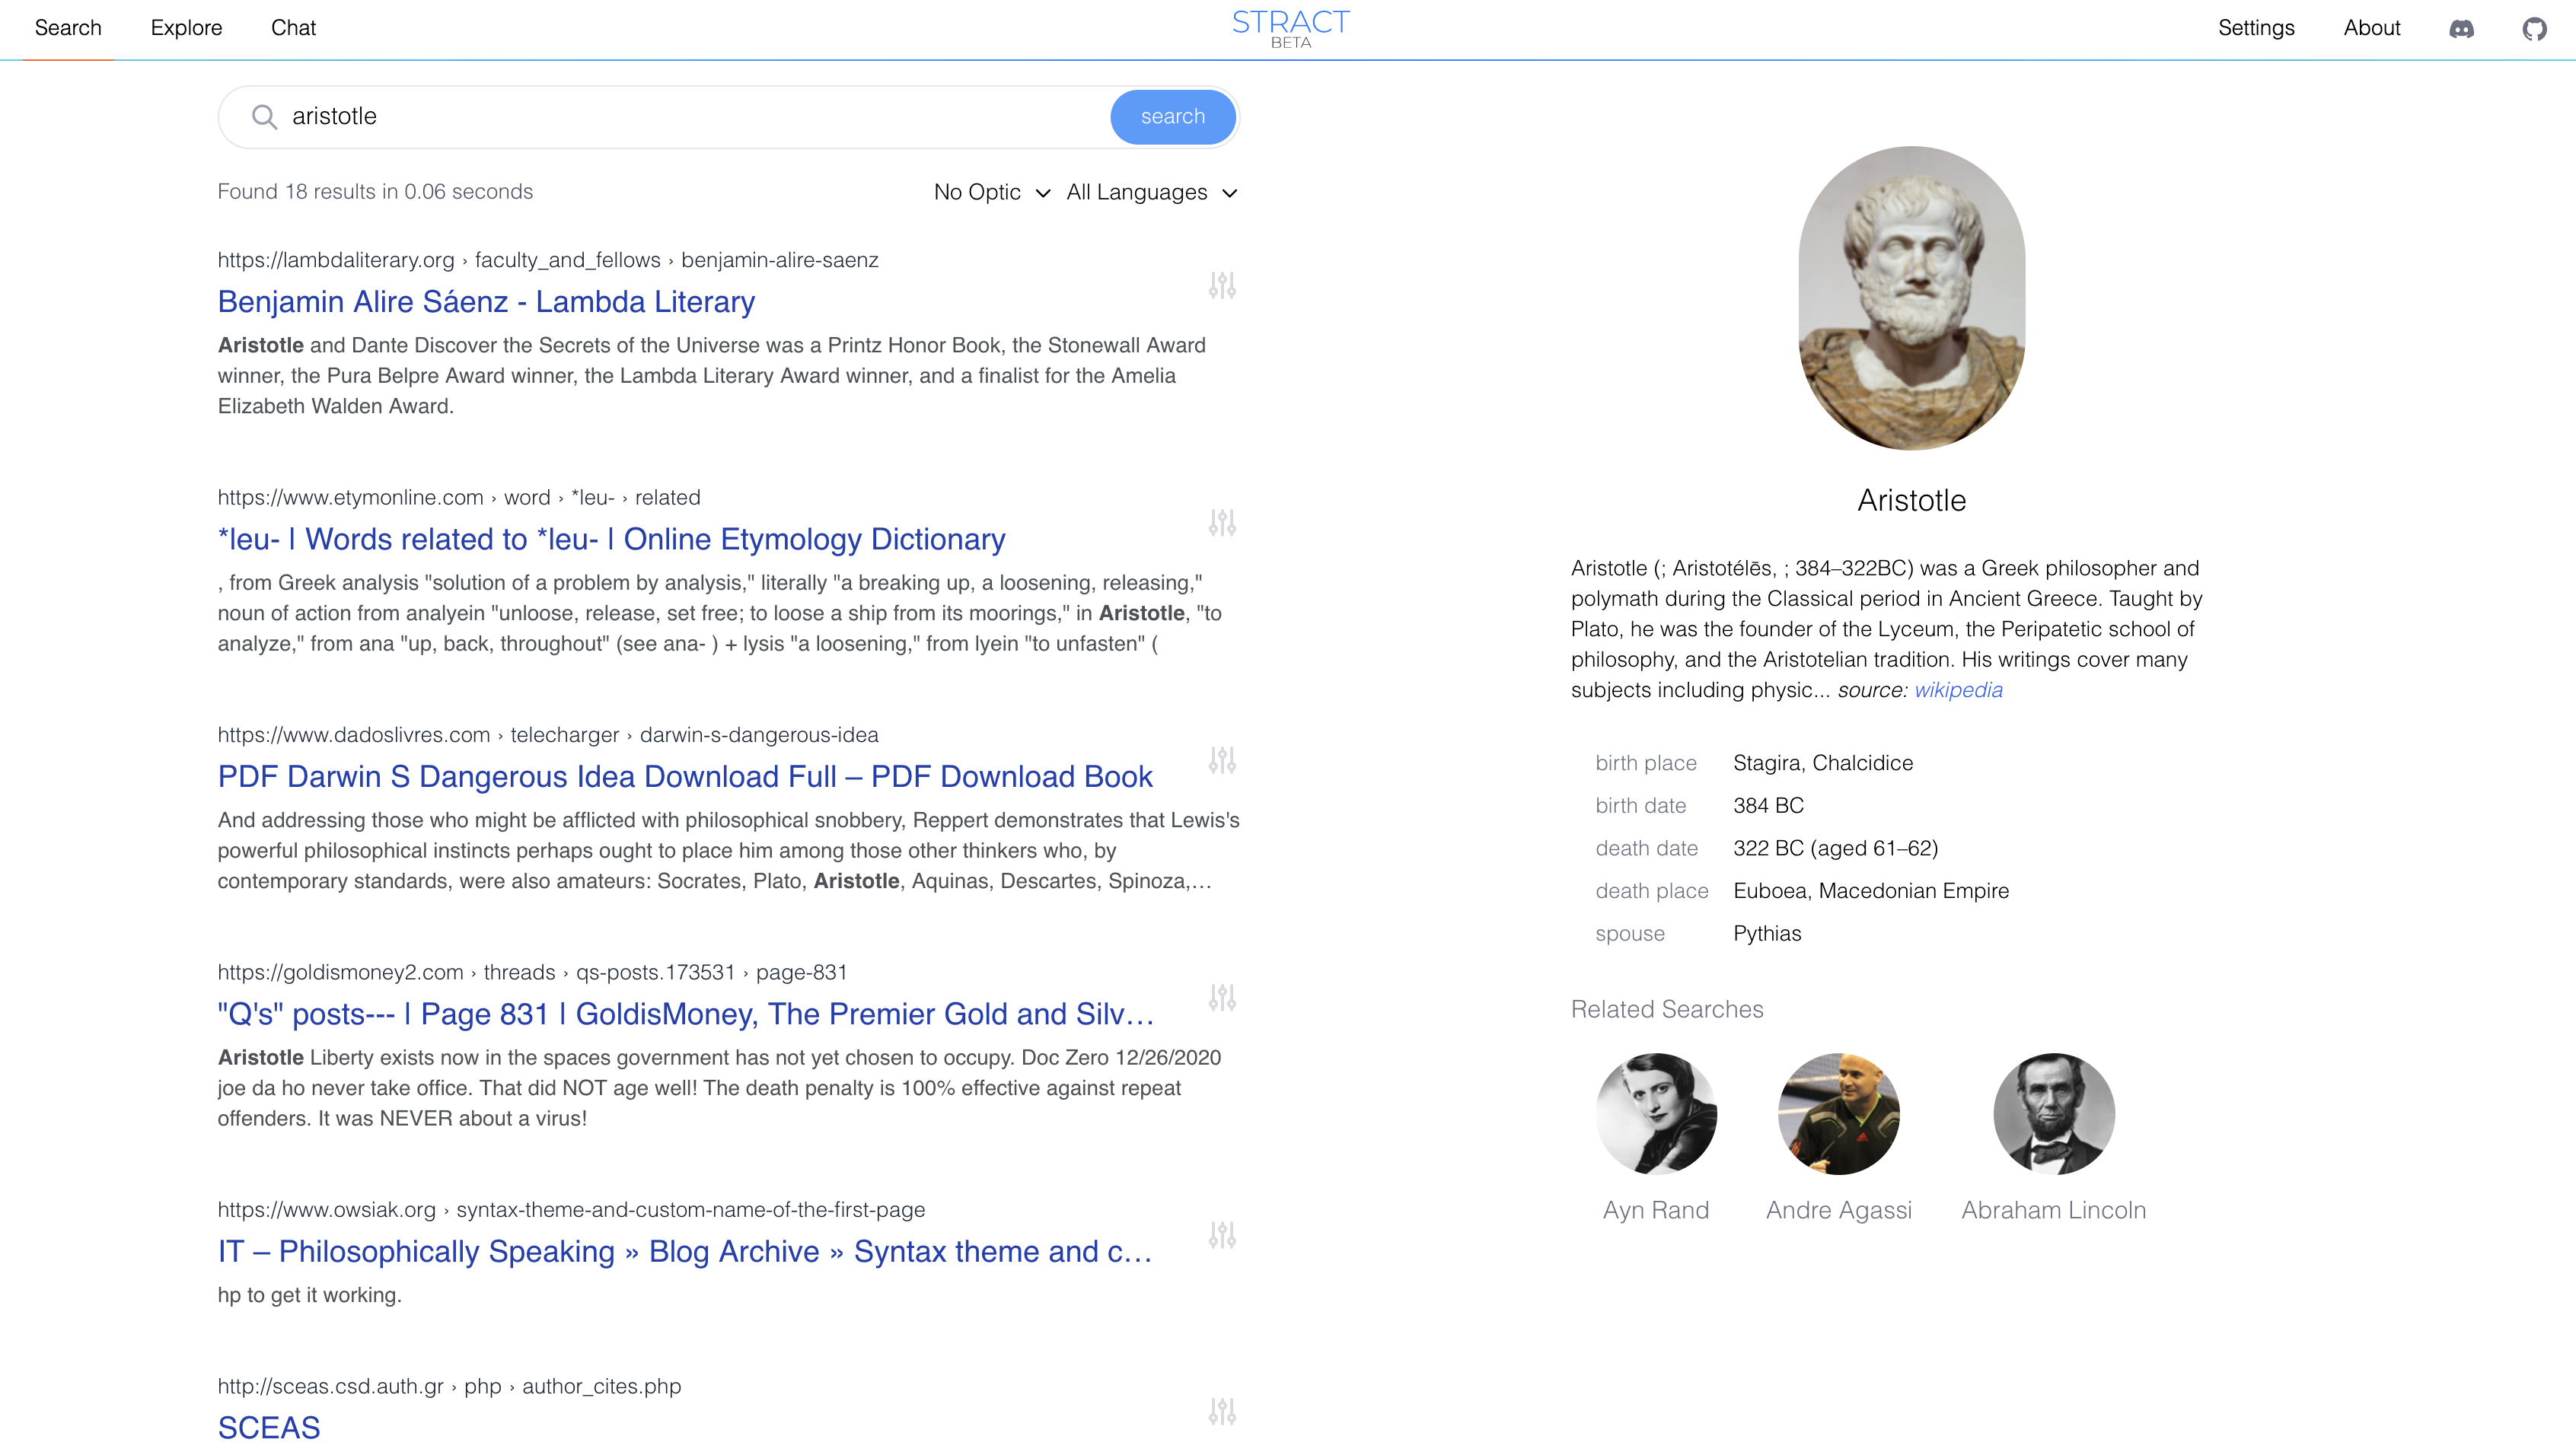 Search
Explore
Chat
STRACT
BETA
Settings
About
aristotle
search
Found 18 results in 0.06 seconds
No Optic
All Languages
https://lambdaliterary.org › faculty_and_fellows › benjamin-alire-saenz
Benjamin Alire Sáenz - Lambda Literary
Aristotle and Dante Discover the Secrets of the Universe was a Printz Honor Book, the Stonewall Award
winner, the Pura Belpre Award winner, the Lambda Literary Award winner, and a finalist for the Amelia
Elizabeth Walden Award.
https://www.etymonline.com › word › *leu- › related
*leu- | Words related to *leu- | Online Etymology Dictionary
, from Greek analysis "solution of a problem by analysis," literally "a breaking up, a loosening, releasing,"
noun of action from analyein "unloose, release, set free; to loose a ship from its moorings," in Aristotle, "to
analyze," from ana "up, back, throughout" (see ana- ) + lysis "a loosening," from lyein "to unfasten" (
https://www.dadoslivres.com › telecharger › darwin-s-dangerous-idea
PDF Darwin S Dangerous Idea Download Full – PDF Download Book
And addressing those who might be afflicted with philosophical snobbery, Reppert demonstrates that Lewis's
powerful philosophical instincts perhaps ought to place him among those other thinkers who, by
contemporary standards, were also amateurs: Socrates, Plato, Aristotle, Aquinas, Descartes, Spinoza,…
https://goldismoney2.com › threads › qs-posts.173531 › page-831
"Q's" posts--- | Page 831 | GoldisMoney, The Premier Gold and Silv…
Aristotle Liberty exists now in the spaces government has not yet chosen to occupy. Doc Zero 12/26/2020
joe da ho never take office. That did NOT age well! The death penalty is 100% effective against repeat
offenders. It was NEVER about a virus!
https://www.owsiak.org › syntax-theme-and-custom-name-of-the-first-page
IT – Philosophically Speaking » Blog Archive » Syntax theme and c…
hp to get it working.
http://sceas.csd.auth.gr › php › author_cites.php
SCEAS
Aristotle
Aristotle (; Aristotélēs, ; 384–322BC) was a Greek philosopher and
polymath during the Classical period in Ancient Greece. Taught by
Plato, he was the founder of the Lyceum, the Peripatetic school of
philosophy, and the Aristotelian tradition. His writings cover many
subjects including physic... source: wikipedia
birth place Stagira, Chalcidice
birth date 384 BC
death date 322 BC (aged 61–62)
death place Euboea, Macedonian Empire
spouse Pythias
Related Searches
Ayn Rand
Andre Agassi
Abraham Lincoln